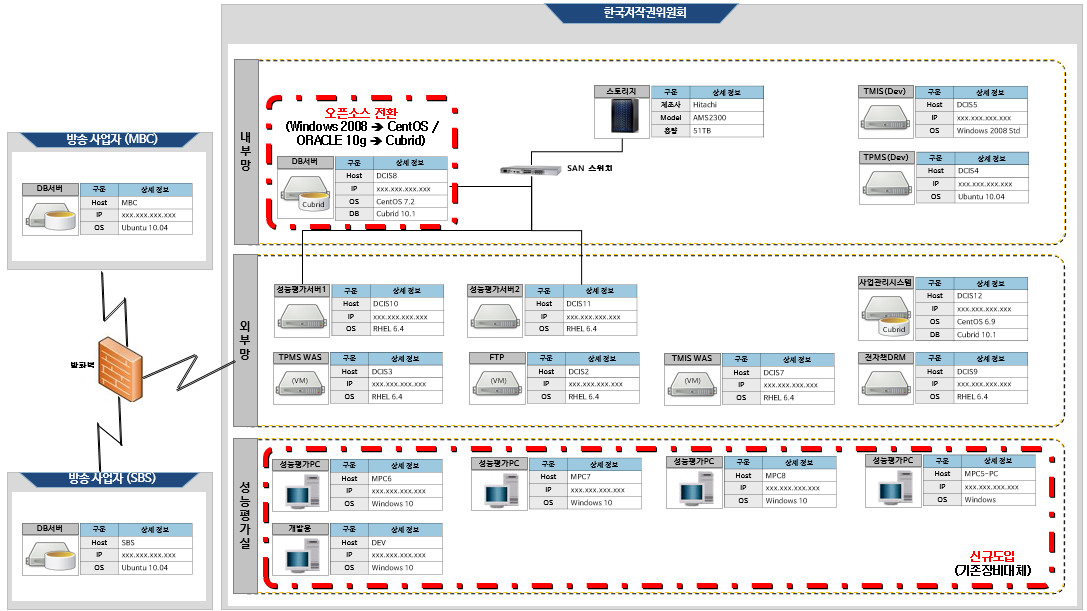 한국저작권위원회
방송 사업자 (MBC)
DB서버
구분 상세 정보
Host MBC
IP xxx.xxx.xxx.xxx
OS Ubuntu 10.04
방화벽
방송 사업자 (SBS)
DB서버
구분 상세 정보
Host SBS
IP xxx.xxx.xxx.xxx
OS Ubuntu 10.04
내부망
오픈소스 전환
(Windows 2008 → CentOS /
ORACLE 10g → Cubrid)
DB서버
Cubrid
구분 상세 정보
Host DCIS8
IP xxx.xxx.xxx.xxx
OS CentOS 7.2
DB Cubrid 10.1
스토리지
구분 상세 정보
제조사 Hitachi
Model AMS2300
용량 51TB
SAN 스위치
TMIS(Dev)
구분 상세 정보
Host DCIS5
IP xxx.xxx.xxx.xxx
OS Windows 2008 Std
TPMS(Dev)
구분 상세 정보
Host DCIS4
IP xxx.xxx.xxx.xxx
OS Ubuntu 10.04
외부망
성능평가서버1
구분 상세 정보
Host DCIS10
IP xxx.xxx.xxx.xxx
OS RHEL 6.4
성능평가서버2
구분 상세 정보
Host DCIS11
IP xxx.xxx.xxx.xxx
OS RHEL 6.4
사업관리시스템
Cubrid
구분 상세 정보
Host DCIS12
IP xxx.xxx.xxx.xxx
OS CentOS 6.9
DB Cubrid 10.1
TPMS WAS
(VM)
구분 상세 정보
Host DCIS3
IP xxx.xxx.xxx.xxx
OS RHEL 6.4
FTP
(VM)
구분 상세 정보
Host DCIS2
IP xxx.xxx.xxx.xxx
OS RHEL 6.4
TMIS WAS
(VM)
구분 상세 정보
Host DCIS7
IP xxx.xxx.xxx.xxx
OS RHEL 6.4
전자책DRM
구분 상세 정보
Host DCIS9
IP xxx.xxx.xxx.xxx
OS RHEL 6.4
성능평가실
성능평가PC
구분 상세 정보
Host MPC6
IP xxx.xxx.xxx.xxx
OS Windows 10
성능평가PC
구분 상세 정보
Host MPC7
IP xxx.xxx.xxx.xxx
OS Windows 10
성능평가PC
구분 상세 정보
Host MPC8
IP xxx.xxx.xxx.xxx
OS Windows 10
성능평가PC
구분 상세 정보
Host MPC5-PC
IP xxx.xxx.xxx.xxx
OS Windows
개발용
구분 상세 정보
Host DEV
IP xxx.xxx.xxx.xxx
OS Windows 10
신규도입
(기존장비대체)